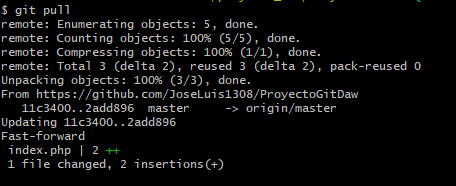 $ git pull
remote: Enumerating objects: 5, done.
remote: Counting objects: 100% (5/5), done.
remote: Compressing objects: 100% (1/1), done.
remote: Total 3 (delta 2), reused 3 (delta 2), pack-reused 0
Unpacking objects: 100% (3/3), done.
From https://github.com/JoseLuis1308/ProyectoGitDaw
   11c3400..2add896  master     -> origin/master
Updating 11c3400..2add896
Fast-forward
 index.php | 2 ++
 1 file changed, 2 insertions(+)